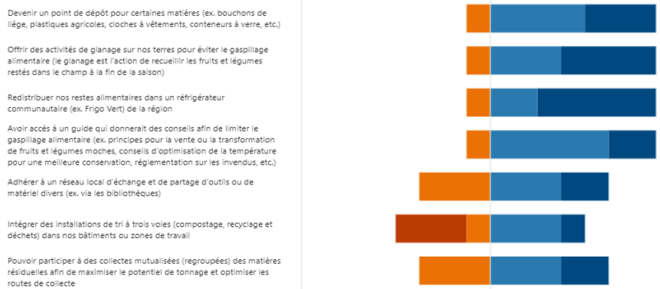 Devenir un point de dépôt pour certaines matières (ex. bouchons de
liège, plastiques agricoles, cloches à vêtements, conteneurs à verre, etc.)
Offrir des activités de glanage sur nos terres pour éviter le gaspillage
alimentaire (le glanage est l'action de recueillir les fruits et légumes
restés dans le champ à la fin de la saison)
Redistribuer nos restes alimentaires dans un réfrigérateur
communautaire (ex. Frigo Vert) de la région
Avoir accès à un guide qui donnerait des conseils afin de limiter le
gaspillage alimentaire (ex. principes pour la vente ou la transformation
de fruits et légumes moches, conseils d'optimisation de la température
pour une meilleure conservation, réglementation sur les invendus, etc.)
Adhérer à un réseau local d'échange et de partage d'outils ou de
matériel divers (ex. via les bibliothèques)
Intégrer des installations de tri à trois voies (compostage, recyclage et
déchets) dans nos bâtiments ou zones de travail
Pouvoir participer à des collectes mutualisées (regroupées) des matières
résiduelles afin de maximiser le potentiel de tonnage et optimiser les
routes de collecte